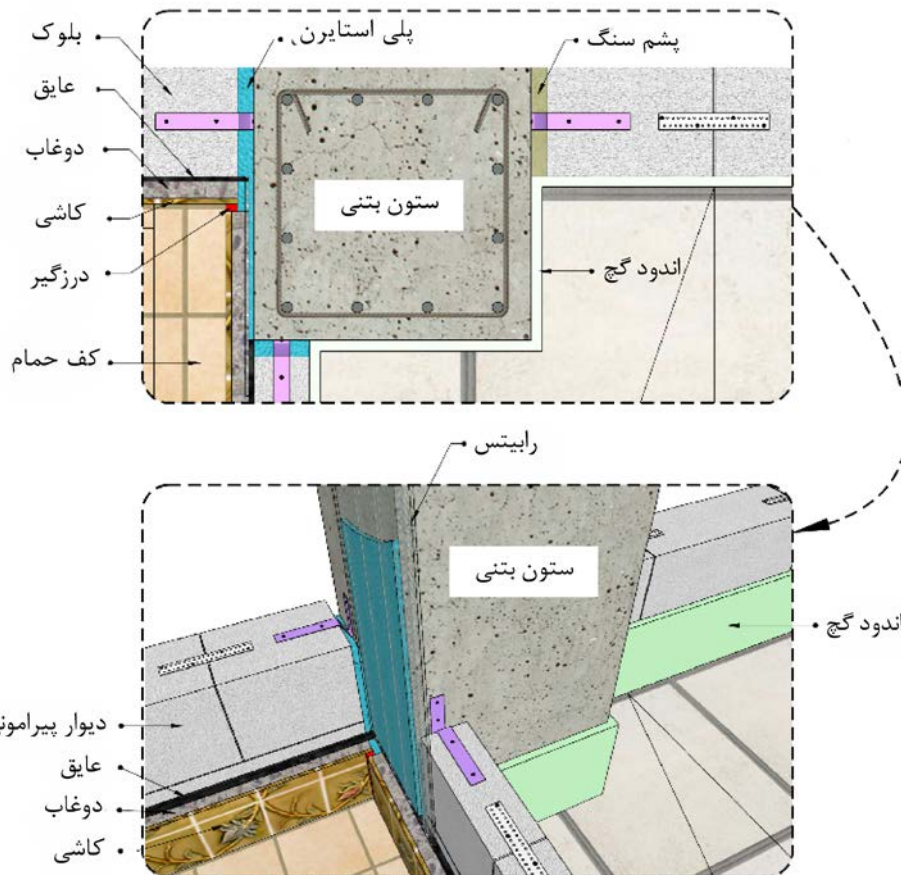 بلوک
عایق
دوغاب
کاشی
درزگیر
کف حمام
پلی استایرن
پشم سنگ
ستون بتنی
اندود گچ
رابیتس
ستون بتنی
اندود گچ
دیوار پیرامونی
عایق
دوغاب
کاشی